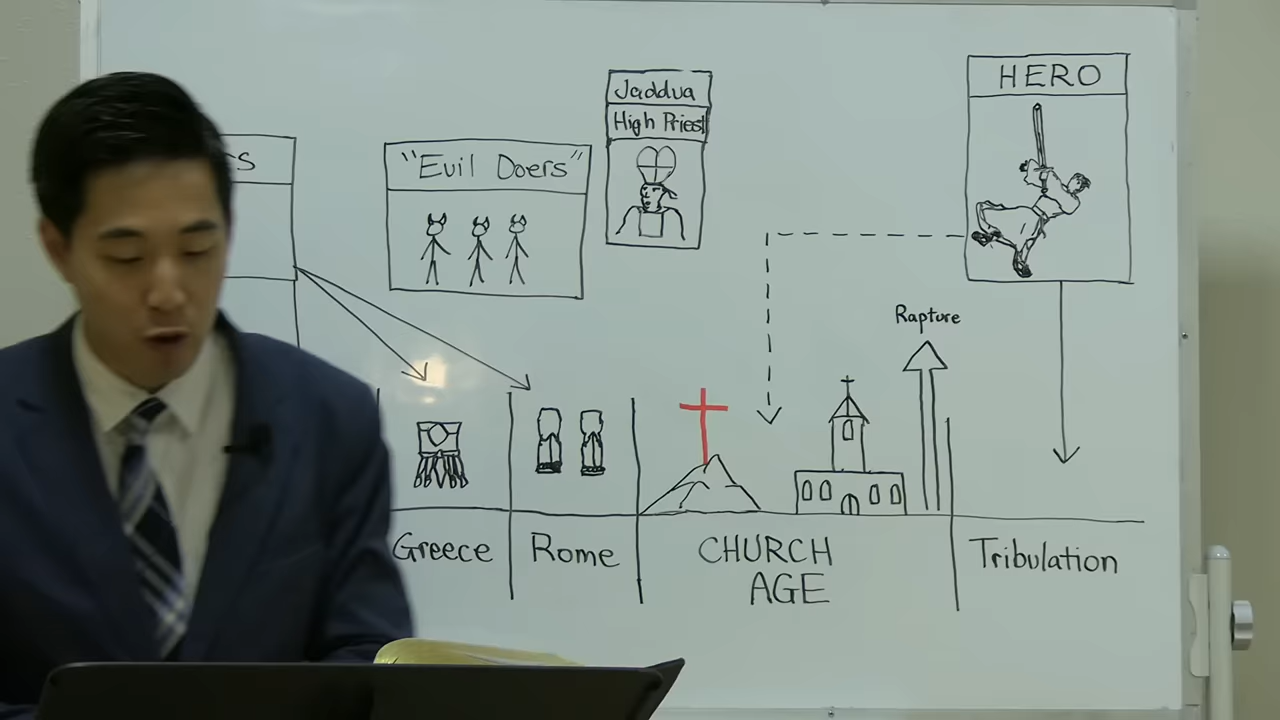 "Evil Doers"
Jaddua
High Priest
HERO
Rapture
Greece
Rome
CHURCH
AGE
Tribulation